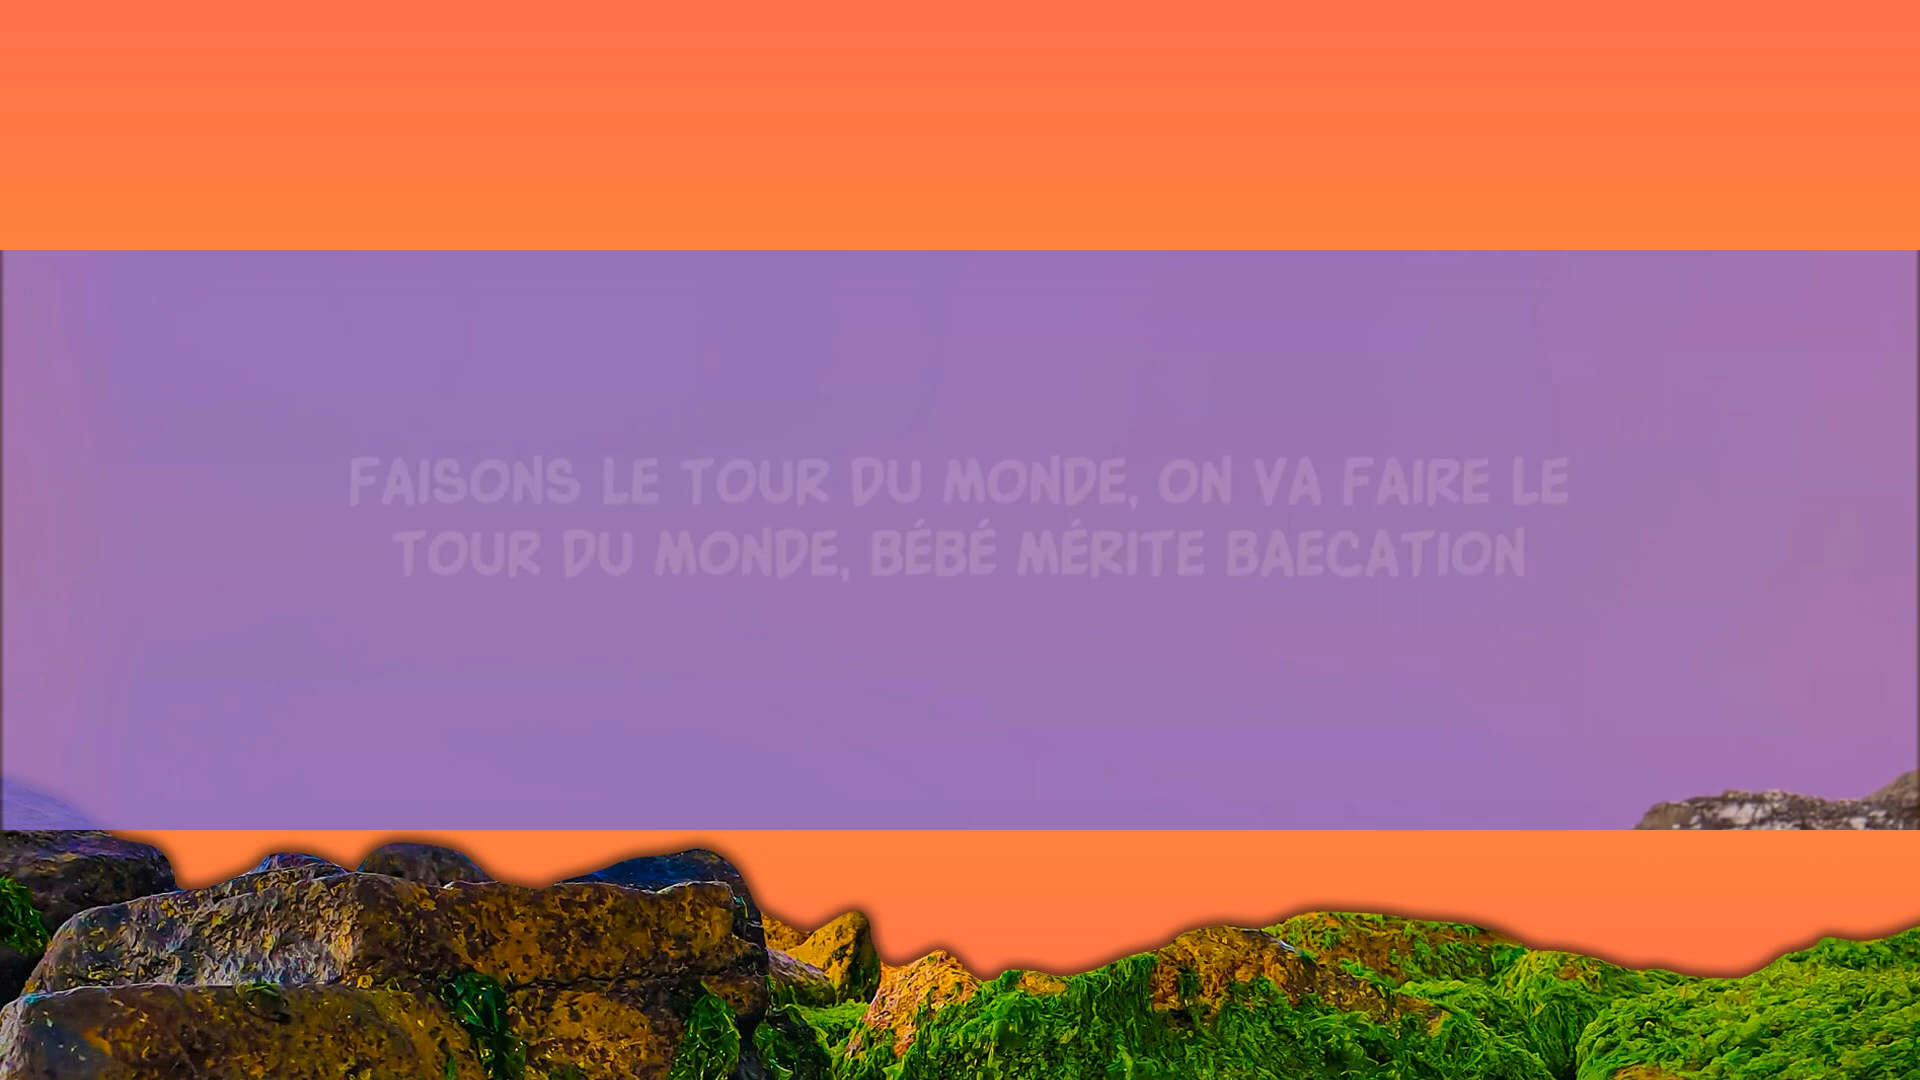 FAISONS LE TOUR DU MONDE, ON VA FAIRE LE
TOUR DU MONDE, BÉBÉ MÉRITE BAECATION